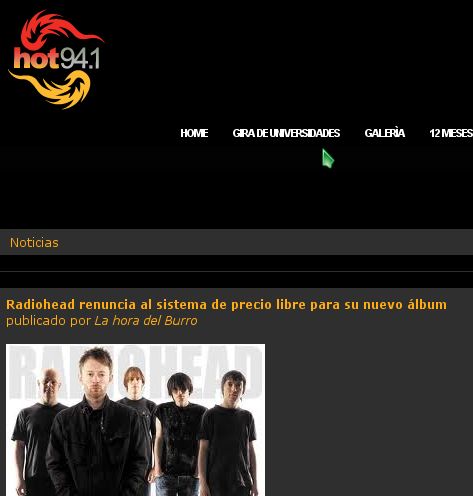 hot94.1
HOME GIRA DE UNIVERSIDADES GALERÌA 12 MESES
Noticias
Radiohead renuncia al sistema de precio libre para su nuevo álbum
publicado por La hora del Burro
RADIOHEAD